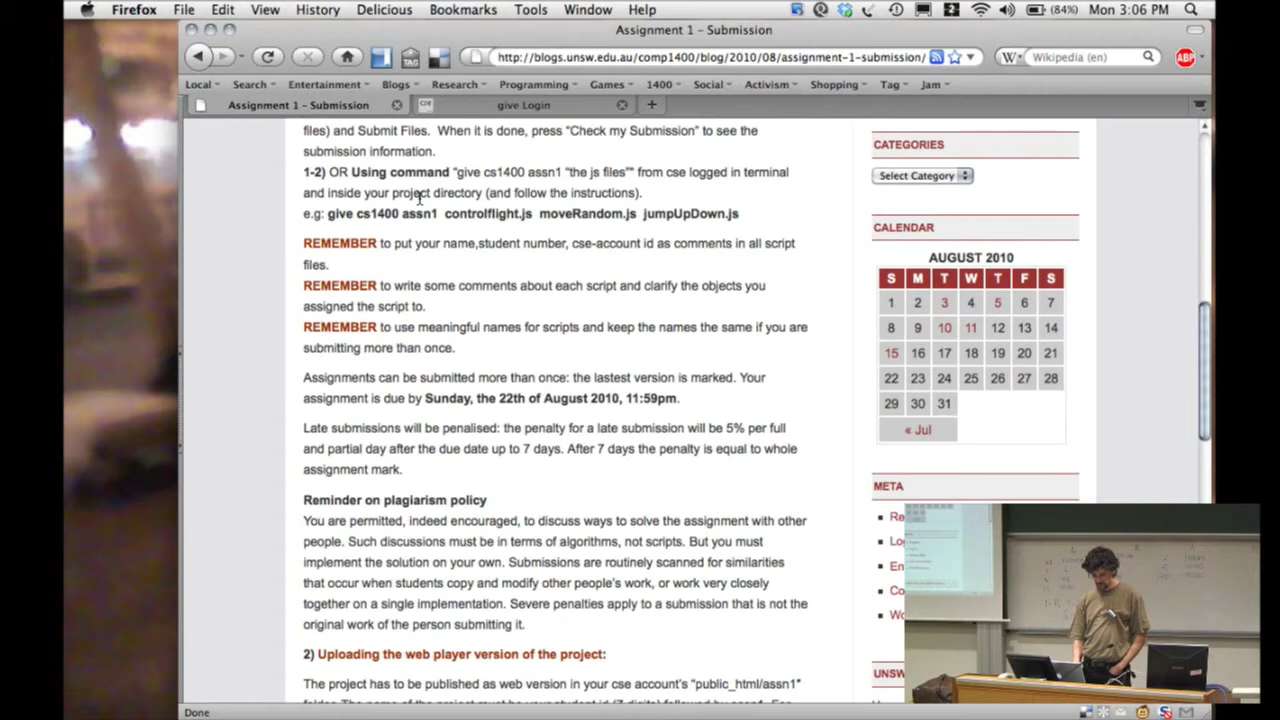 Firefox File Edit View History Delicious Bookmarks Tools Window Help (84%) Mon 3:06 PM
Assignment 1 – Submission
http://blogs.unsw.edu.au/comp1400/blog/2010/08/assignment-1-submission/ W Wikipedia (en) ABP
TAG
Local Search Entertainment Blogs Research Programming Games 1400 Social Activism Shopping Tag Jam
Assignment 1 – Submission cse give Login
files) and Submit Files. When it is done, press “Check my Submission” to see the
submission information.
1-2) OR Using command “give cs1400 assn1 “the js files”” from cse logged in terminal
and inside your project directory (and follow the instructions).
e.g: give cs1400 assn1 controlflight.js moveRandom.js jumpUpDown.js
REMEMBER to put your name,student number, cse-account id as comments in all script
files.
REMEMBER to write some comments about each script and clarify the objects you
assigned the script to.
REMEMBER to use meaningful names for scripts and keep the names the same if you are
submitting more than once.
Assignments can be submitted more than once: the lastest version is marked. Your
assignment is due by Sunday, the 22th of August 2010, 11:59pm.
Late submissions will be penalised: the penalty for a late submission will be 5% per full
and partial day after the due date up to 7 days. After 7 days the penalty is equal to whole
assignment mark.
Reminder on plagiarism policy
You are permitted, indeed encouraged, to discuss ways to solve the assignment with other
people. Such discussions must be in terms of algorithms, not scripts. But you must
implement the solution on your own. Submissions are routinely scanned for similarities
that occur when students copy and modify other people’s work, or work very closely
together on a single implementation. Severe penalties apply to a submission that is not the
original work of the person submitting it.
2) Uploading the web player version of the project:
The project has to be published as web version in your cse account’s “public_html/assn1”
CATEGORIES
Select Category
CALENDAR
AUGUST 2010
S M T W T F S
1 2 3 4 5 6 7
8 9 10 11 12 13 14
15 16 17 18 19 20 21
22 23 24 25 26 27 28
29 30 31
« Jul
META
Re
Lo
En
Co
Wo
UNSW
Done